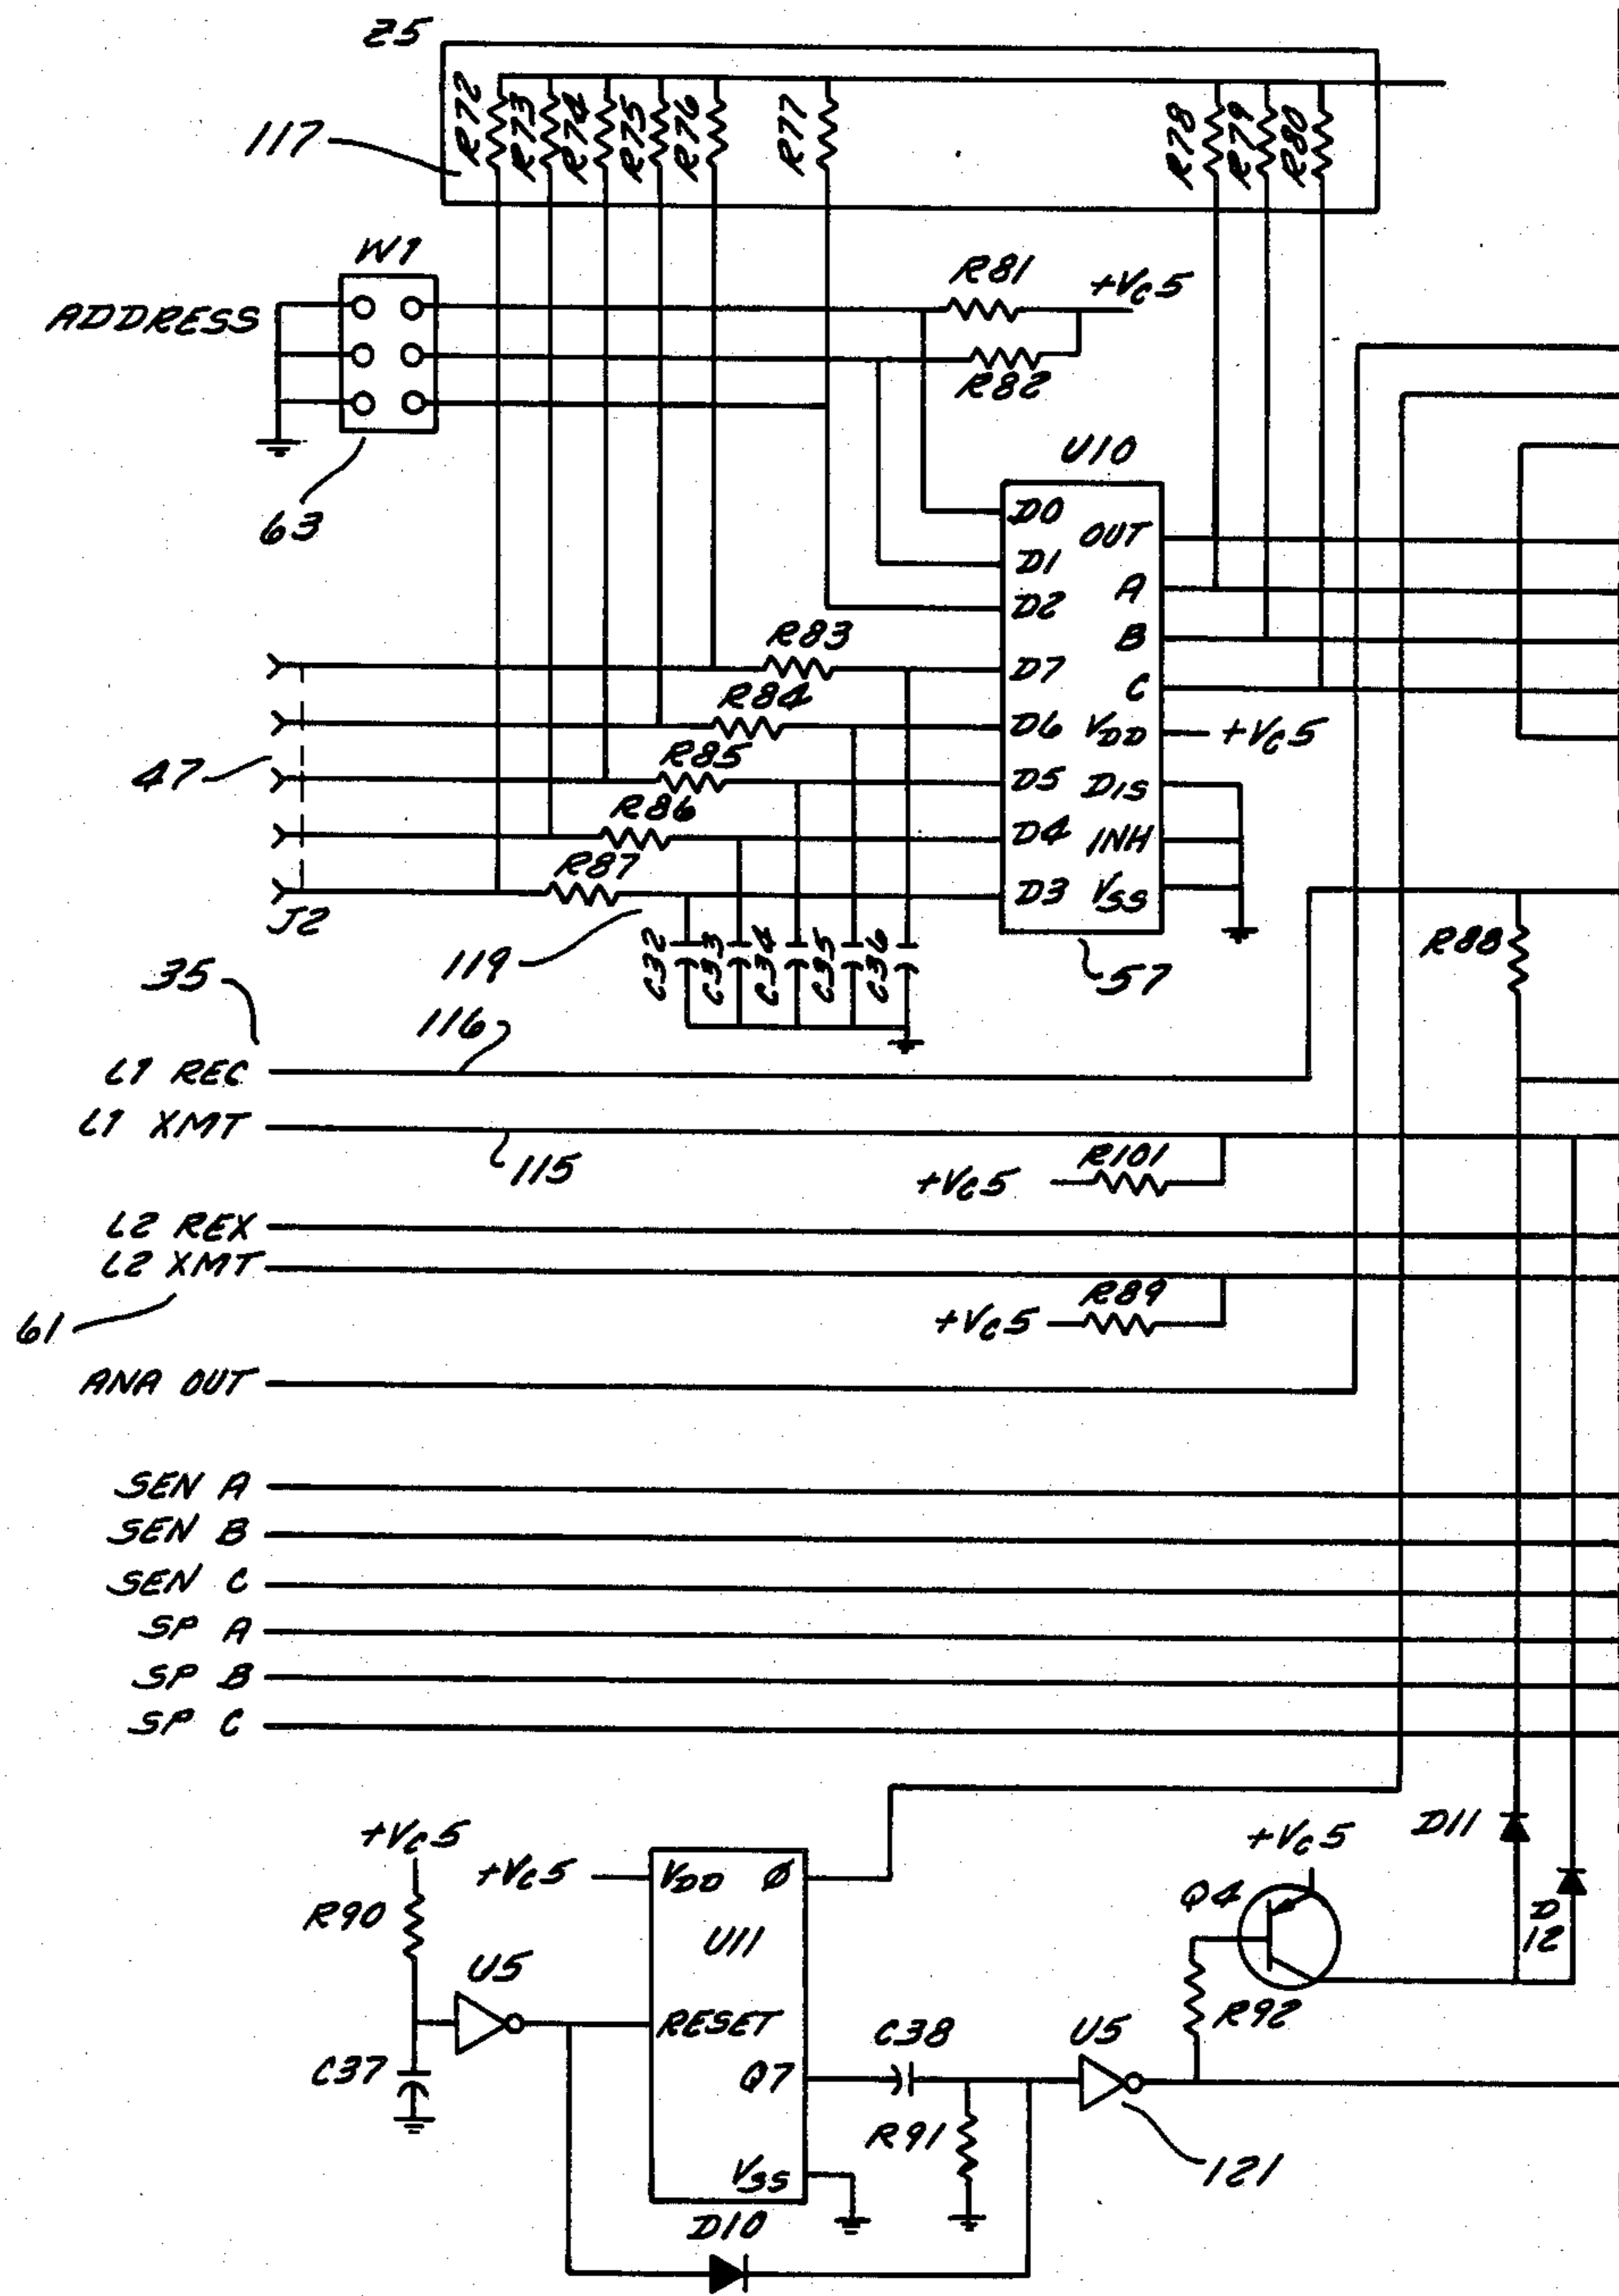 Z5
R72
R73
R74
R75
R76
R77
R78
R79
R80
117
W1
ADDRESS
R81
+VC5
R82
63
U10
D0
OUT
D1
A
D2
B
R83
D7
C
R84
D6
VDD
+VC5
R85
47
D5
DIS
R86
D4
INH
R87
D3
VSS
J2
R88
119
C32
C33
C34
C35
C36
57
35
116
L1 REC
L1 XMT
115
+VC5
R101
L2 REX
L2 XMT
61
+VC5
R89
ANA OUT
SEN A
SEN B
SEN C
SP A
SP B
SP C
+VC5
+VC5
VDD
Ø
R90
U11
U5
RESET
C37
Q7
C38
R91
VSS
D10
U5
121
Q4
+VC5
R92
D11
D
12